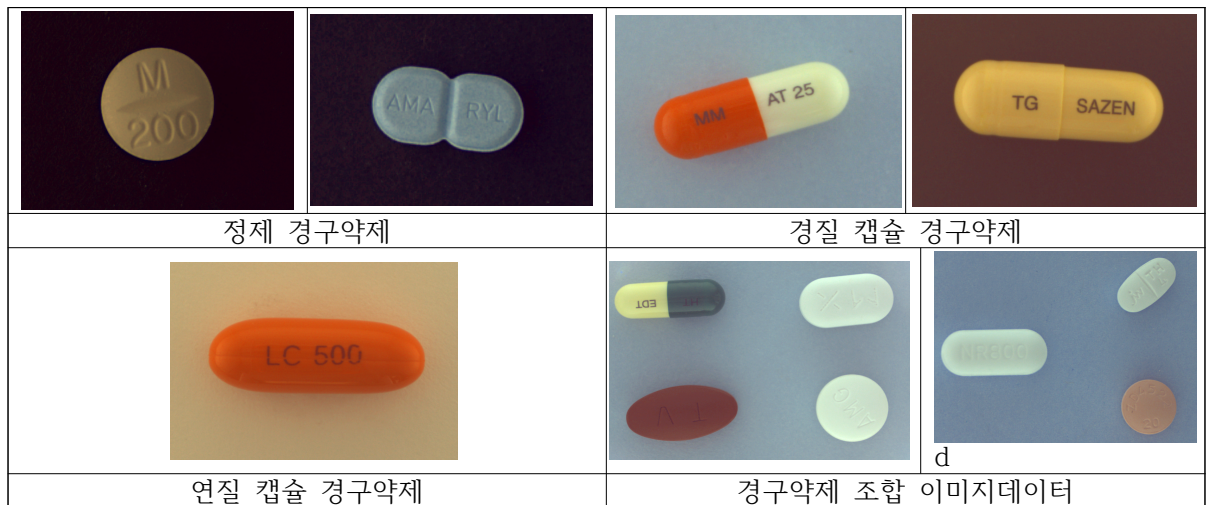 M
200
AMA RYL
MM AT 25
TG SAZEN
정제 경구약제
경질 캡슐 경구약제
LC 500
EDT
T V
AMO
NR800
d
연질 캡슐 경구약제
경구약제 조합 이미지데이터